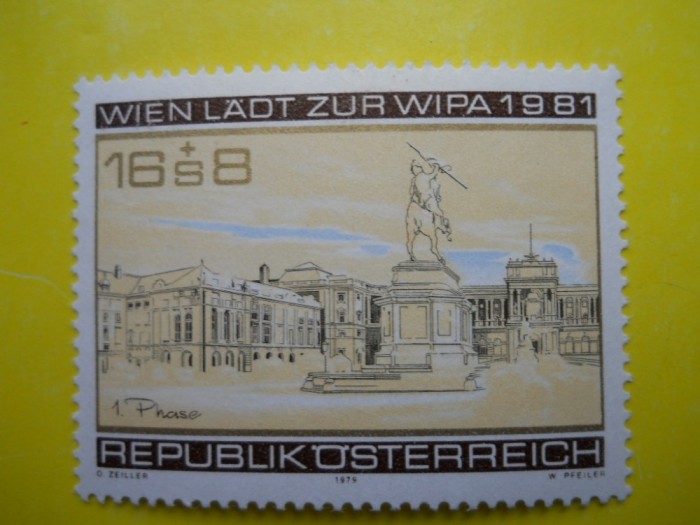 WIEN LÄDT ZUR WIPA 1981
16+S8
1. Phase
REPUBLIK ÖSTERREICH
O. ZEILLER 1979 W. PFEILER